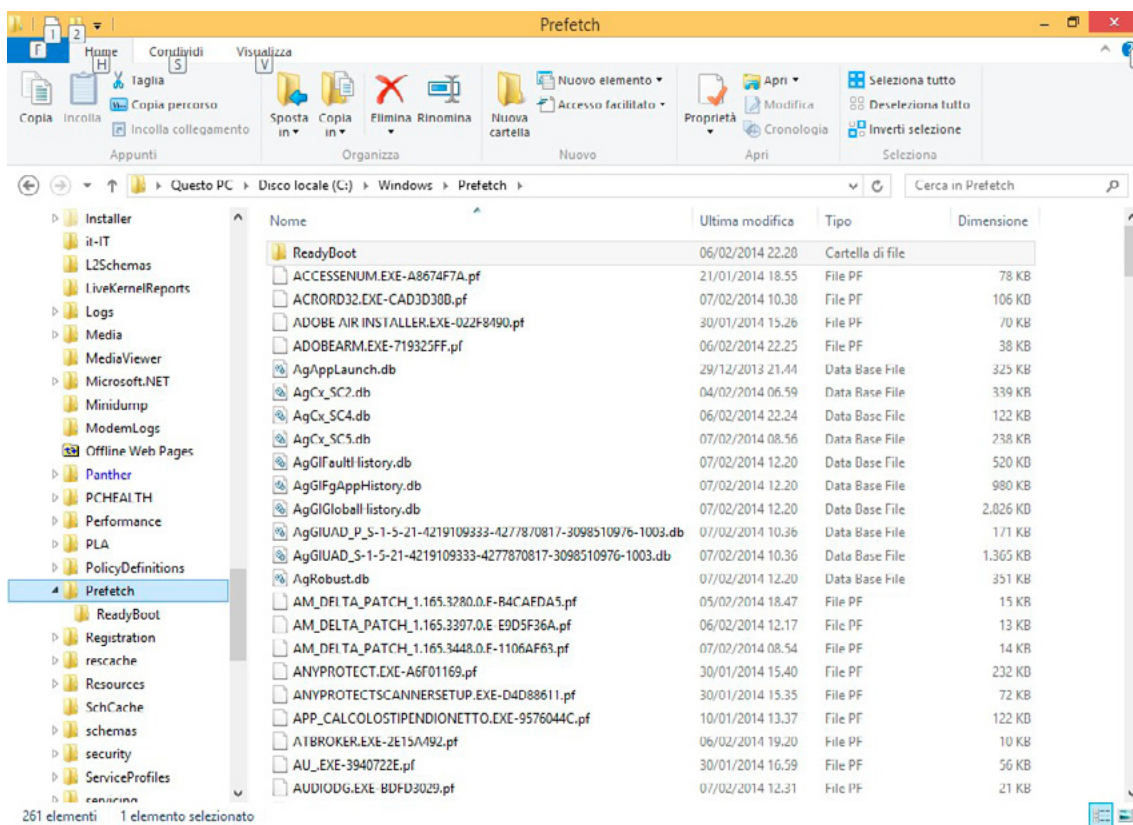 Prefetch
1 2
F Home Condividi Visualizza
H S V
Copia Incolla Taglia
Copia percorso
Incolla collegamento
Sposta in Copia in Elimina Rinomina
Nuova cartella Nuovo elemento
Accesso facilitato
Proprietà Apri
Modifica
Cronologia
Seleziona tutto
Deseleziona tutto
Inverti selezione
Appunti Organizza Nuovo Apri Seleziona
Questo PC Disco locale (C:) Windows Prefetch Cerca in Prefetch
Installer
it-IT
L2Schemas
LiveKernelReports
Logs
Media
MediaViewer
Microsoft.NET
Minidump
ModemLogs
Offline Web Pages
Panther
PCHEALTH
Performance
PLA
PolicyDefinitions
Prefetch
ReadyBoot
Registration
rescache
Resources
SchCache
schemas
security
ServiceProfiles
servicing
Nome Ultima modifica Tipo Dimensione
ReadyBoot 06/02/2014 22.28 Cartella di file
ACCESSENUM.EXE-A8674F7A.pf 21/01/2014 18.55 File PF 78 KB
ACRORD32.EXE-CAD3D38B.pf 07/02/2014 10.38 File PF 106 KB
ADOBE AIR INSTALLER.EXE-022F8490.pf 30/01/2014 15.26 File PF 70 KB
ADOBEARM.EXE-719325FF.pf 06/02/2014 22.25 File PF 38 KB
AgAppLaunch.db 29/12/2013 21.44 Data Base File 325 KB
AgCx_SC2.db 04/02/2014 06.59 Data Base File 339 KB
AgCx_SC4.db 06/02/2014 22.24 Data Base File 122 KB
AgCx_SC5.db 07/02/2014 08.56 Data Base File 238 KB
AgGlFaultHistory.db 07/02/2014 12.20 Data Base File 520 KB
AgGlFgAppHistory.db 07/02/2014 12.20 Data Base File 980 KB
AgGlGlobalHistory.db 07/02/2014 12.20 Data Base File 2.826 KB
AgGlUAD_P_S-1-5-21-4219109333-4277870817-3098510976-1003.db 07/02/2014 10.36 Data Base File 171 KB
AgGlUAD_S-1-5-21-4219109333-4277870817-3098510976-1003.db 07/02/2014 10.36 Data Base File 1.365 KB
AgRobust.db 07/02/2014 12.20 Data Base File 351 KB
AM_DELTA_PATCH_1.165.3280.0.E-B4CAEDA5.pf 05/02/2014 18.47 File PF 15 KB
AM_DELTA_PATCH_1.165.3397.0.E-E9D5F36A.pf 06/02/2014 12.17 File PF 13 KB
AM_DELTA_PATCH_1.165.3448.0.E-1106AF63.pf 07/02/2014 08.54 File PF 14 KB
ANYPROTECT.EXE-A6F01169.pf 30/01/2014 15.40 File PF 232 KB
ANYPROTECTSCANNERSETUP.EXE-D4D88611.pf 30/01/2014 15.35 File PF 72 KB
APP_CALCOLOSTIPENDIONETTO.EXE-9576044C.pf 10/01/2014 13.37 File PF 122 KB
ATBROKER.EXE-2E15A492.pf 06/02/2014 19.20 File PF 10 KB
AU_.EXE-3940722E.pf 30/01/2014 16.59 File PF 56 KB
AUDIODG.EXE-BDFD3029.pf 07/02/2014 12.31 File PF 21 KB
261 elementi 1 elemento selezionato